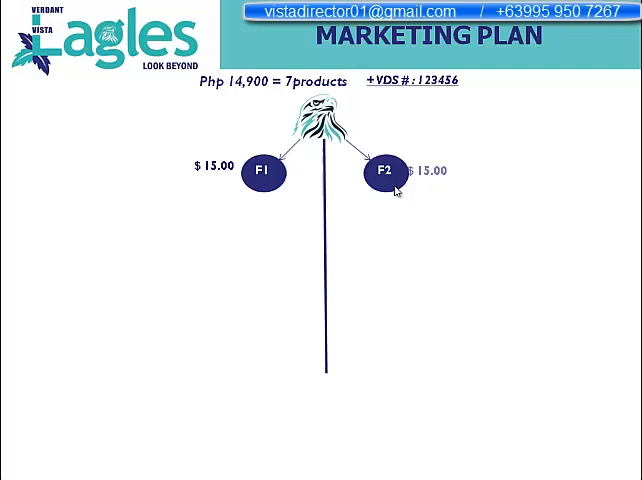 VERDANT
VISTA
Eagles
LOOK BEYOND
vistadirector01@gmail.com / +63995 950 7267
MARKETING PLAN
Php 14,900 = 7products +VDS # : 123456
$ 15.00 F1 F2 $ 15.00